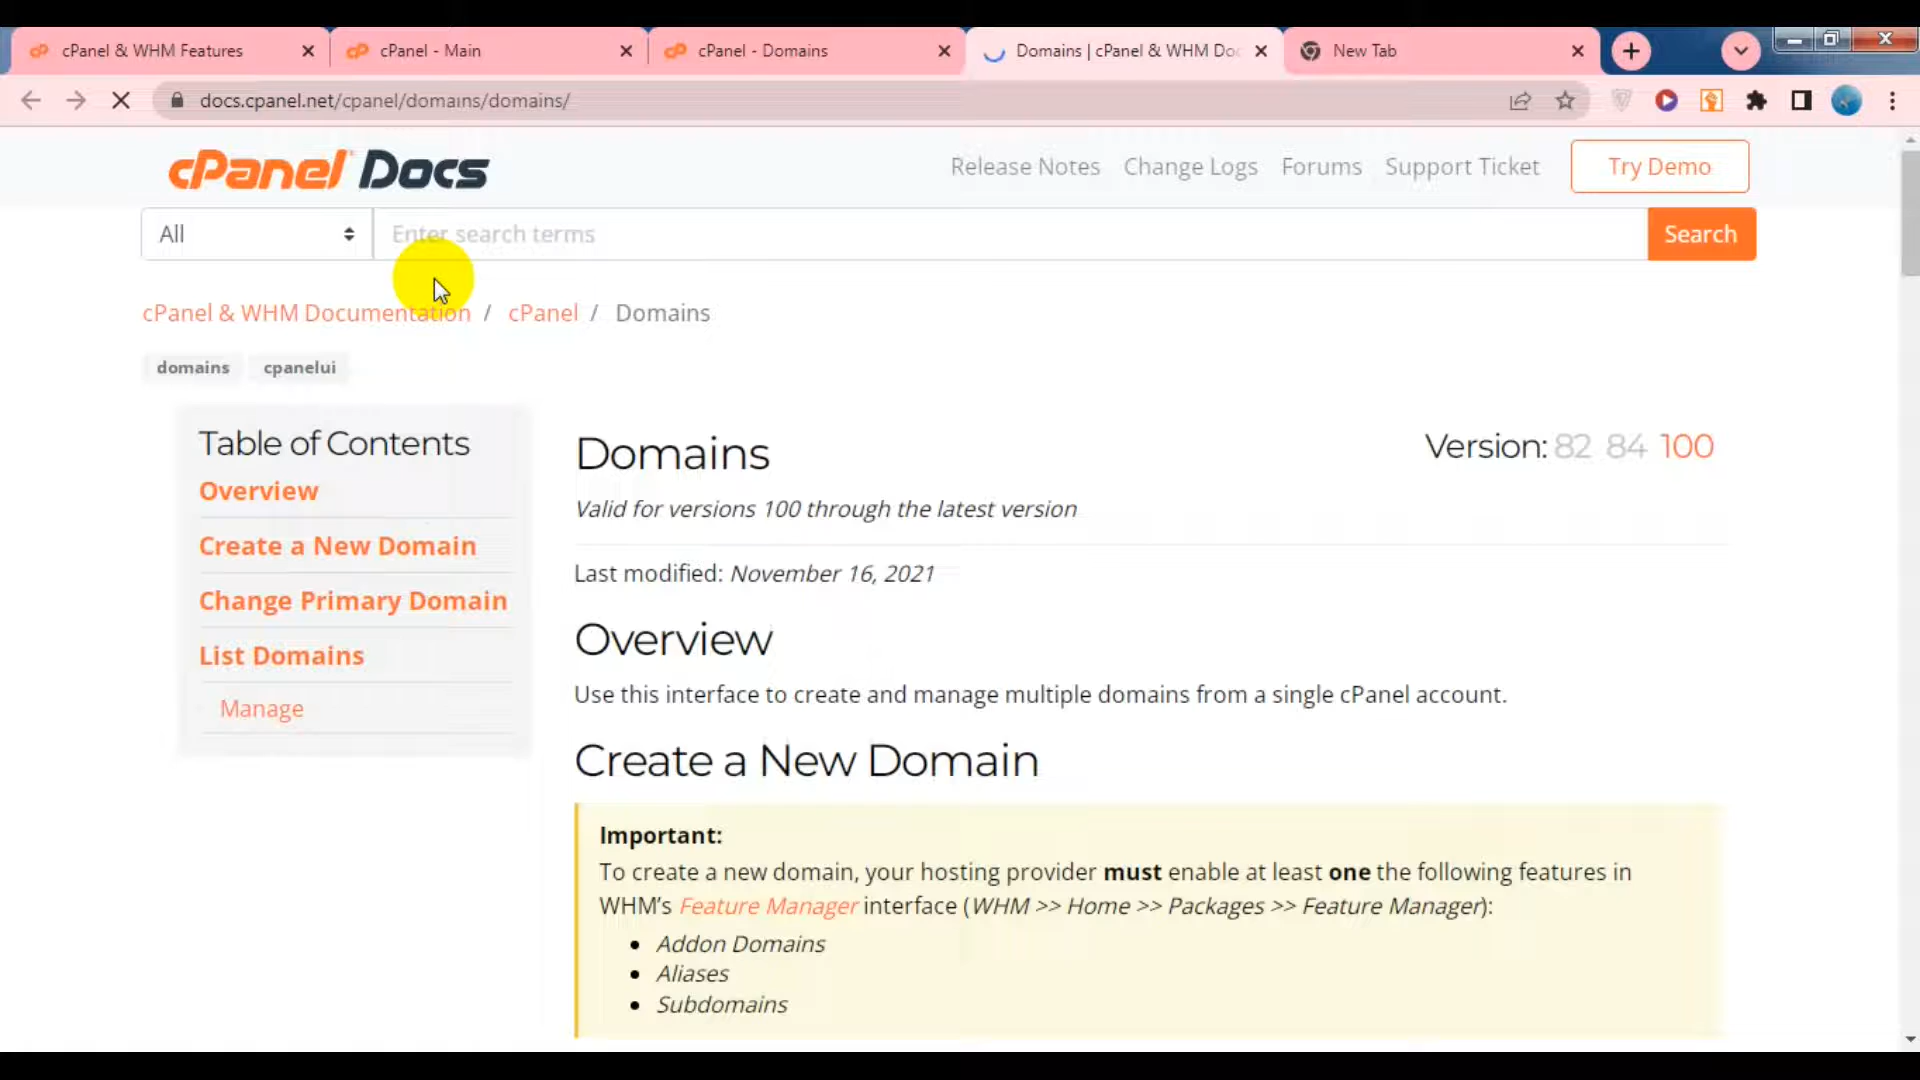 cPanel & WHM Features
cPanel - Main
cPanel - Domains
Domains | cPanel & WHM Doc
New Tab
docs.cpanel.net/cpanel/domains/domains/
cPanel Docs
Release Notes
Change Logs
Forums
Support Ticket
Try Demo
All
Enter search terms
Search
cPanel & WHM Documentation / cPanel / Domains
domains
cpanelui
Table of Contents
Overview
Create a New Domain
Change Primary Domain
List Domains
Manage
Domains
Version: 82 84 100
Valid for versions 100 through the latest version
Last modified: November 16, 2021
Overview
Use this interface to create and manage multiple domains from a single cPanel account.
Create a New Domain
Important:
To create a new domain, your hosting provider must enable at least one the following features in
WHM's Feature Manager interface (WHM >> Home >> Packages >> Feature Manager):
Addon Domains
Aliases
Subdomains